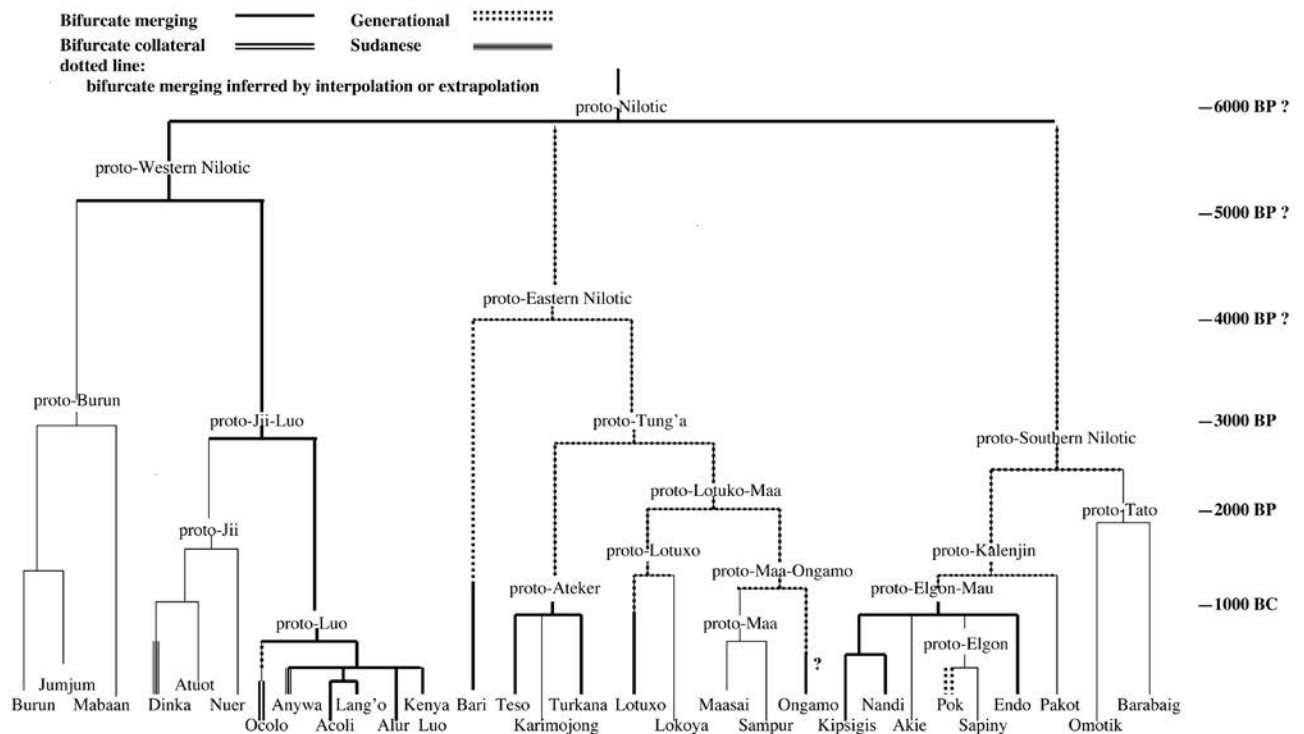 Bifurcate merging Generational
Bifurcate collateral Sudanese
dotted line:
bifurcate merging inferred by interpolation or extrapolation
proto-Nilotic —6000 BP ?
proto-Western Nilotic
—5000 BP ?
proto-Eastern Nilotic
—4000 BP ?
proto-Burun
proto-Jii-Luo proto-Tung'a —3000 BP
proto-Southern Nilotic
proto-Lotuko-Maa
proto-Tato —2000 BP
proto-Jii
proto-Lotuxo proto-Kalenjin
proto-Maa-Ongamo
proto-Ateker proto-Elgon-Mau
—1000 BC
proto-Luo proto-Maa
proto-Elgon
?
Jumjum Atuot
Burun Mabaan Dinka Nuer Anywa Lang'o Kenya Bari Teso Turkana Lotuxo Maasai Ongamo Nandi Pok Endo Pakot Barabaig
Ocolo Acoli Alur Luo Karimojong Lokoya Sampur Kipsigis Akie Sapiny Omotik